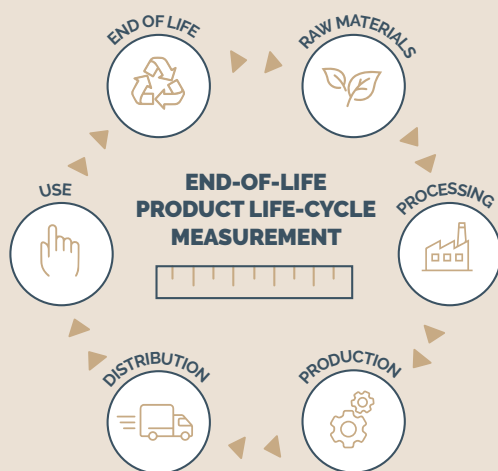 END OF LIFE
RAW MATERIALS
USE
END-OF-LIFE
PRODUCT LIFE-CYCLE
MEASUREMENT
PROCESSING
DISTRIBUTION
PRODUCTION